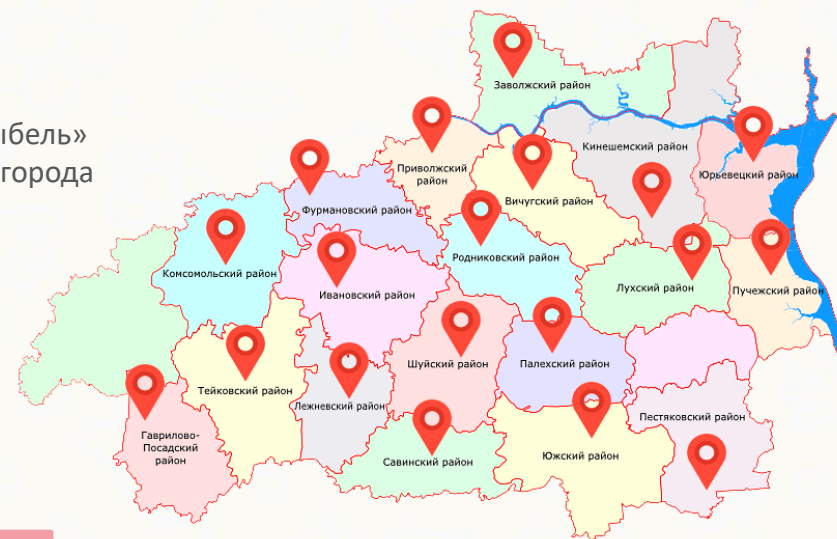 ыбель»
города
Заволжский район
Кинешемский район
Приволжский
район
Юрьевецкий район
Вичугский район
Фурмановский район
Родниковский район
Комсомольский район
Лухский район
Пучежский район
Ивановский район
Шуйский район
Палехский район
Тейковский район
Лежневский район
Пестяковский район
Гаврилово-
Посадский
район
Савинский район
Южский район